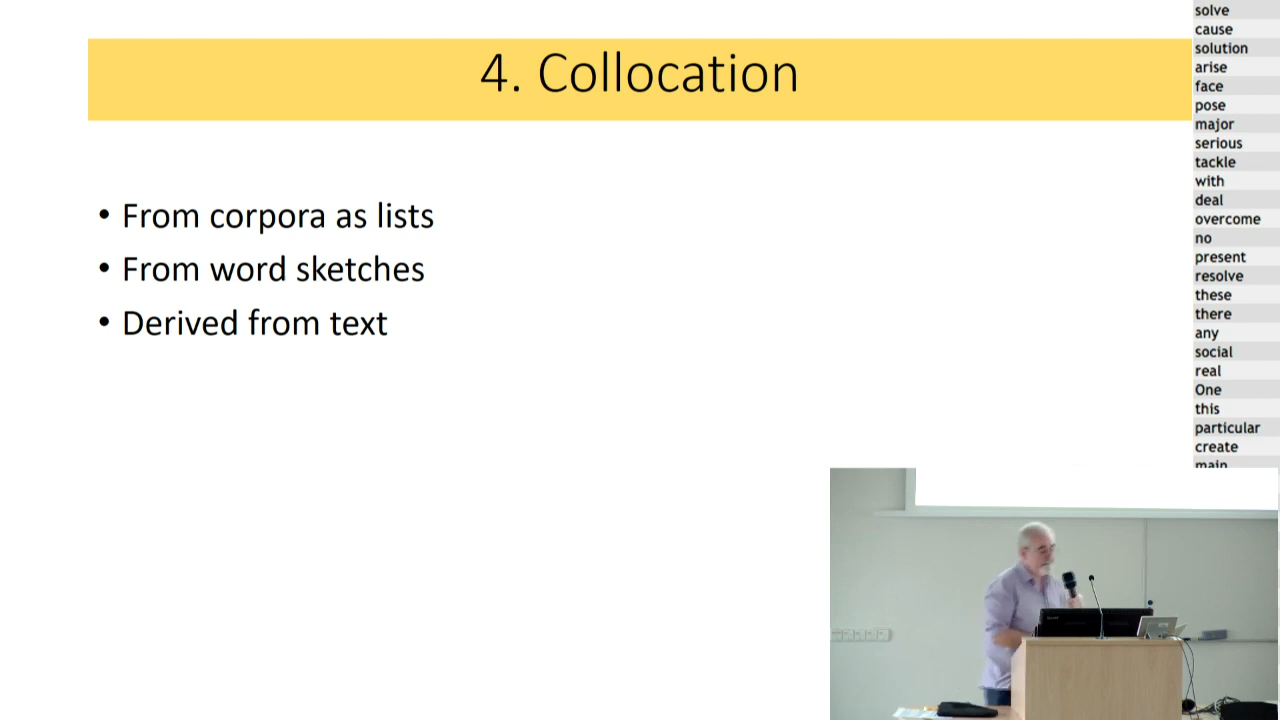 4. Collocation
• From corpora as lists
• From word sketches
• Derived from text
solve
cause
solution
arise
face
pose
major
serious
tackle
with
deal
overcome
no
present
resolve
these
there
any
social
real
One
this
particular
create
main